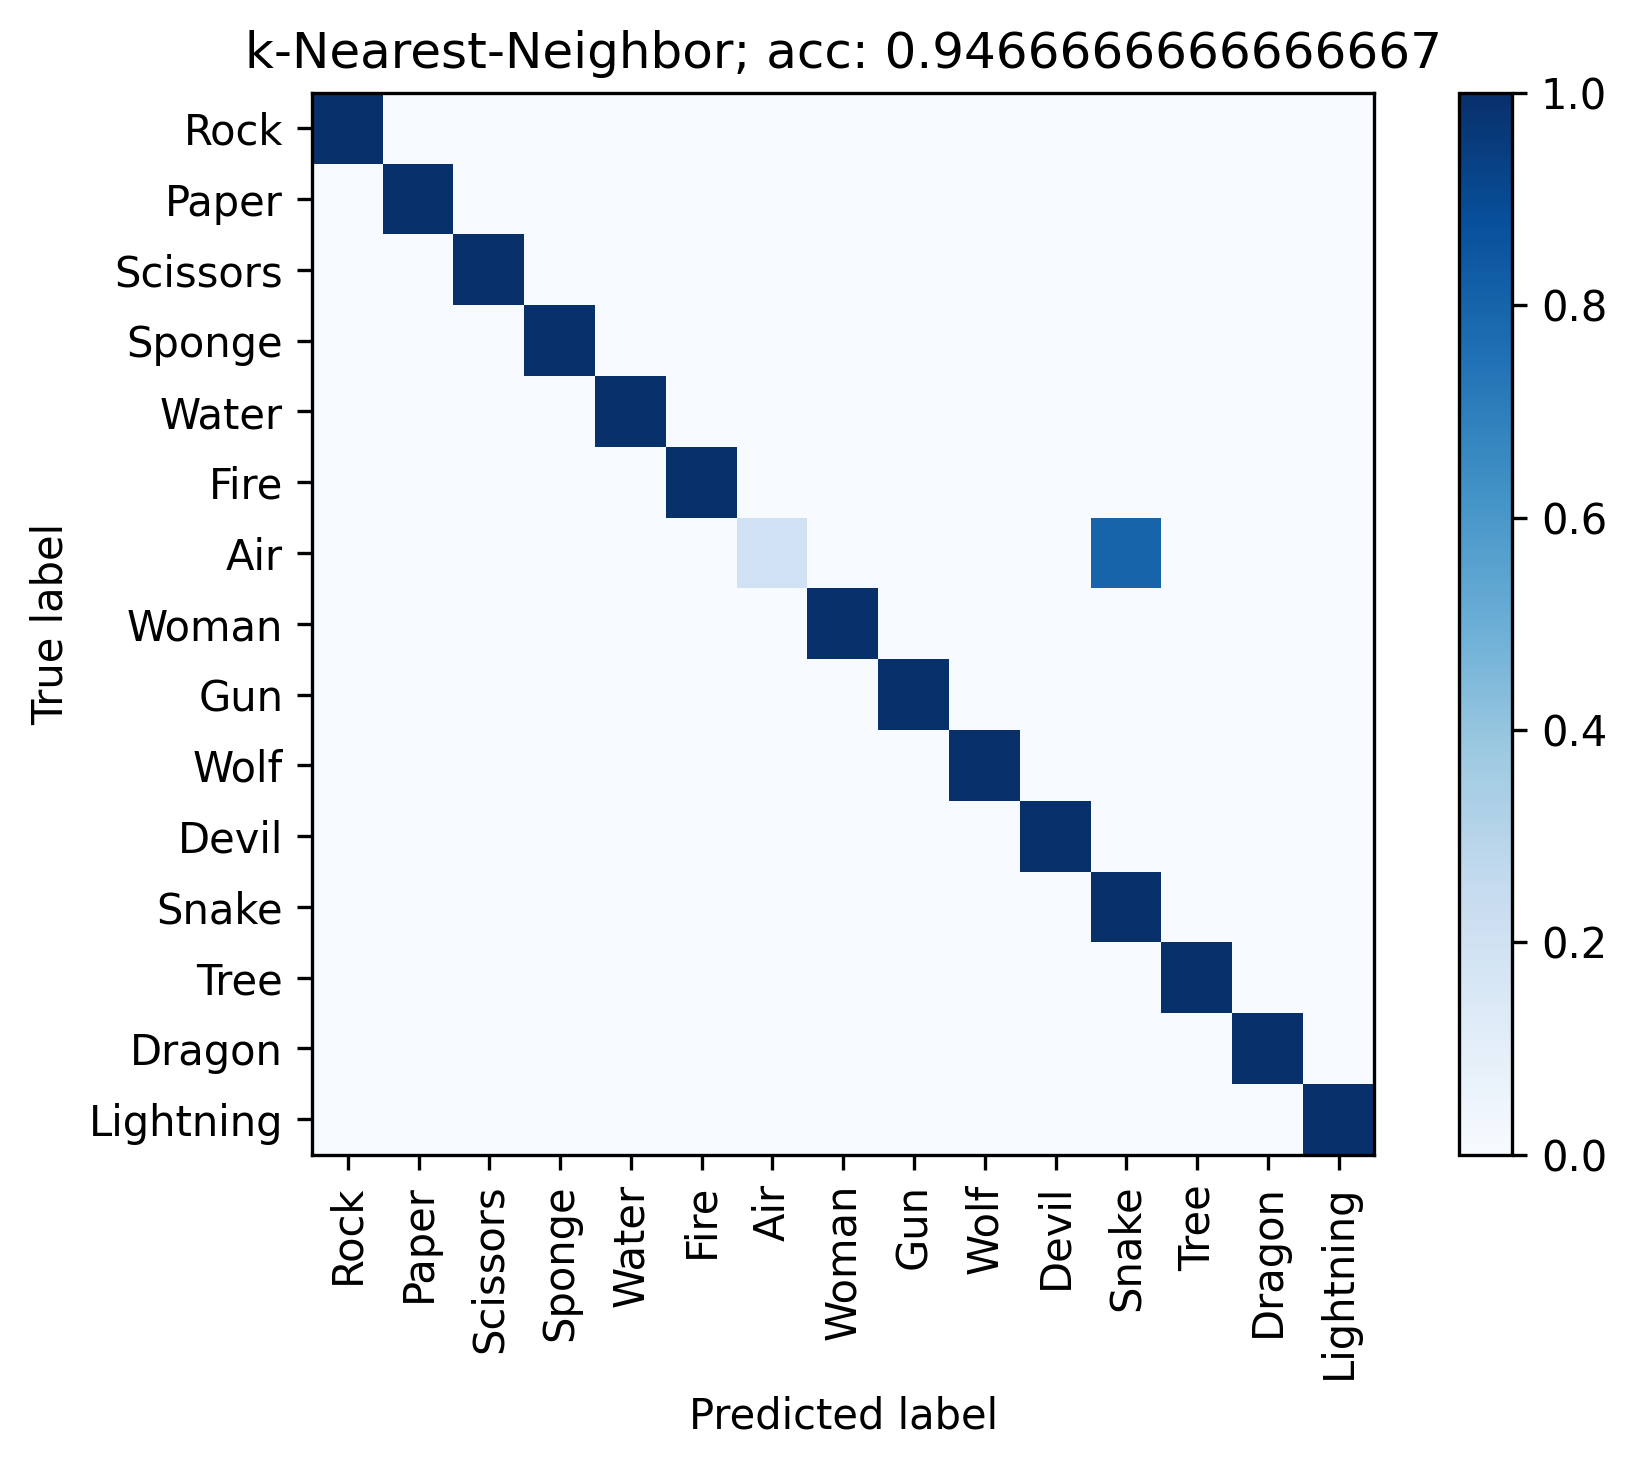 k-Nearest-Neighbor; acc: 0.9466666666666667
Rock
Paper
Scissors
Sponge
Water
Fire
Air
Woman
Gun
Wolf
Devil
Snake
Tree
Dragon
Lightning
True label
Rock
Paper
Scissors
Sponge
Water
Fire
Air
Woman
Gun
Wolf
Devil
Snake
Tree
Dragon
Lightning
Predicted label
1.0
0.8
0.6
0.4
0.2
0.0